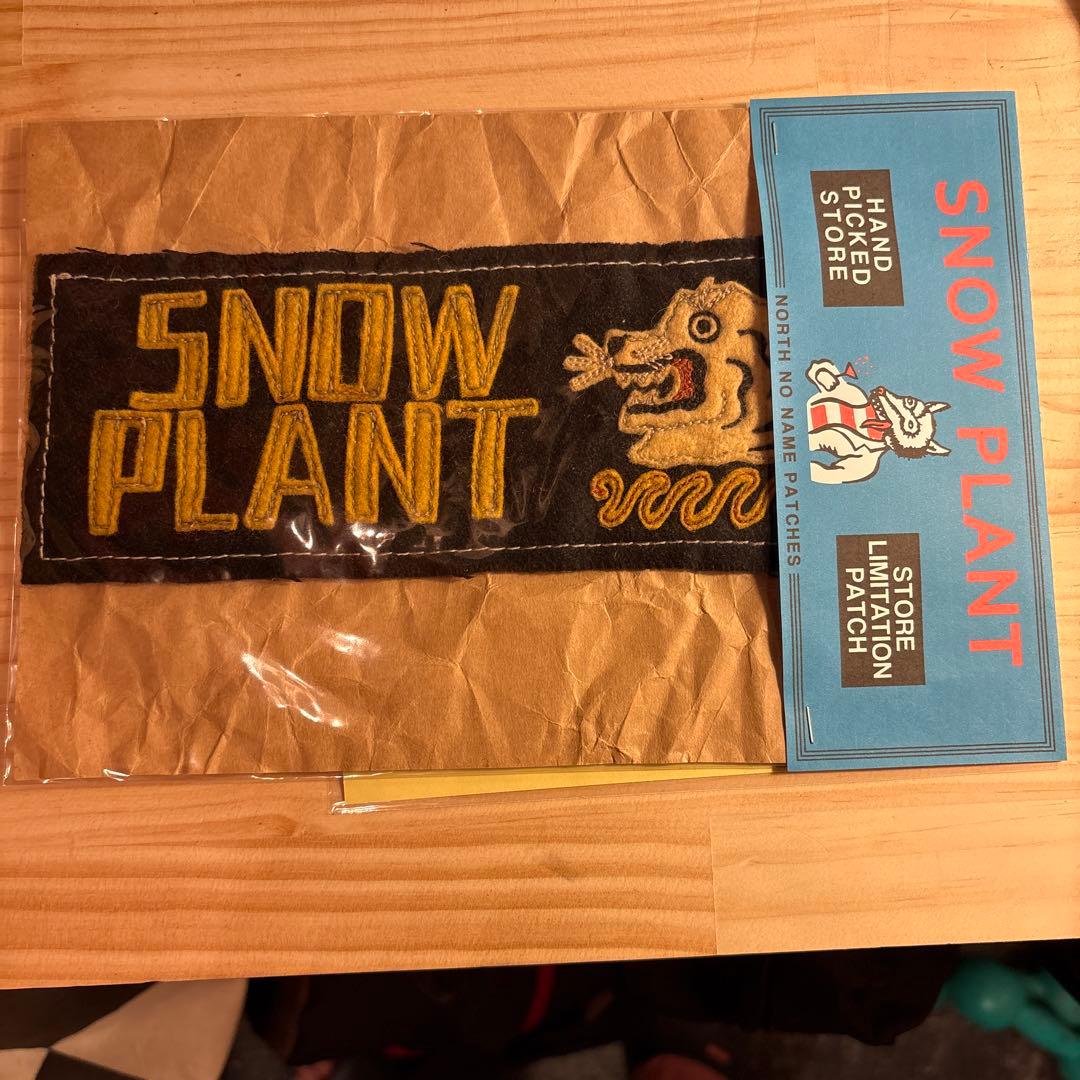 SNOW
PLANT
SNOW PLANT
HAND
PICKED
STORE
STORE
LIMITATION
PATCH
NORTH NO NAME PATCHES